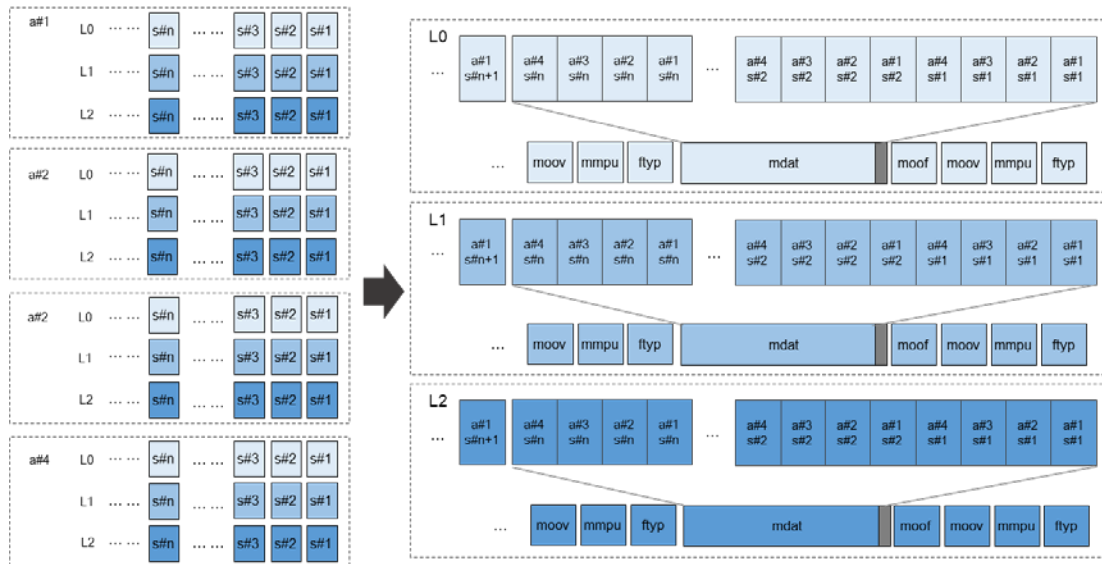 a#1
L0 ... ... s#n ... ... s#3 s#2 s#1
L1 ... ... s#n ... ... s#3 s#2 s#1
L2 ... ... s#n ... ... s#3 s#2 s#1
a#2
L0 ... ... s#n ... ... s#3 s#2 s#1
L1 ... ... s#n ... ... s#3 s#2 s#1
L2 ... ... s#n ... ... s#3 s#2 s#1
a#2
L0 ... ... s#n ... ... s#3 s#2 s#1
L1 ... ... s#n ... ... s#3 s#2 s#1
L2 ... ... s#n ... ... s#3 s#2 s#1
a#4
L0 ... ... s#n ... ... s#3 s#2 s#1
L1 ... ... s#n ... ... s#3 s#2 s#1
L2 ... ... s#n ... ... s#3 s#2 s#1
L0
a#1 a#4 a#3 a#2 a#1 a#4 a#3 a#2 a#1 a#4 a#3 a#2 a#1
... s#n+1 s#n s#n s#n s#n ... s#2 s#2 s#2 s#2 s#1 s#1 s#1 s#1
... moov mmpu ftyp mdat moof moov mmpu ftyp
L1
a#1 a#4 a#3 a#2 a#1 a#4 a#3 a#2 a#1 a#4 a#3 a#2 a#1
... s#n+1 s#n s#n s#n s#n ... s#2 s#2 s#2 s#2 s#1 s#1 s#1 s#1
... moov mmpu ftyp mdat moof moov mmpu ftyp
L2
a#1 a#4 a#3 a#2 a#1 a#4 a#3 a#2 a#1 a#4 a#3 a#2 a#1
... s#n+1 s#n s#n s#n s#n ... s#2 s#2 s#2 s#2 s#1 s#1 s#1 s#1
... moov mmpu ftyp mdat moof moov mmpu ftyp